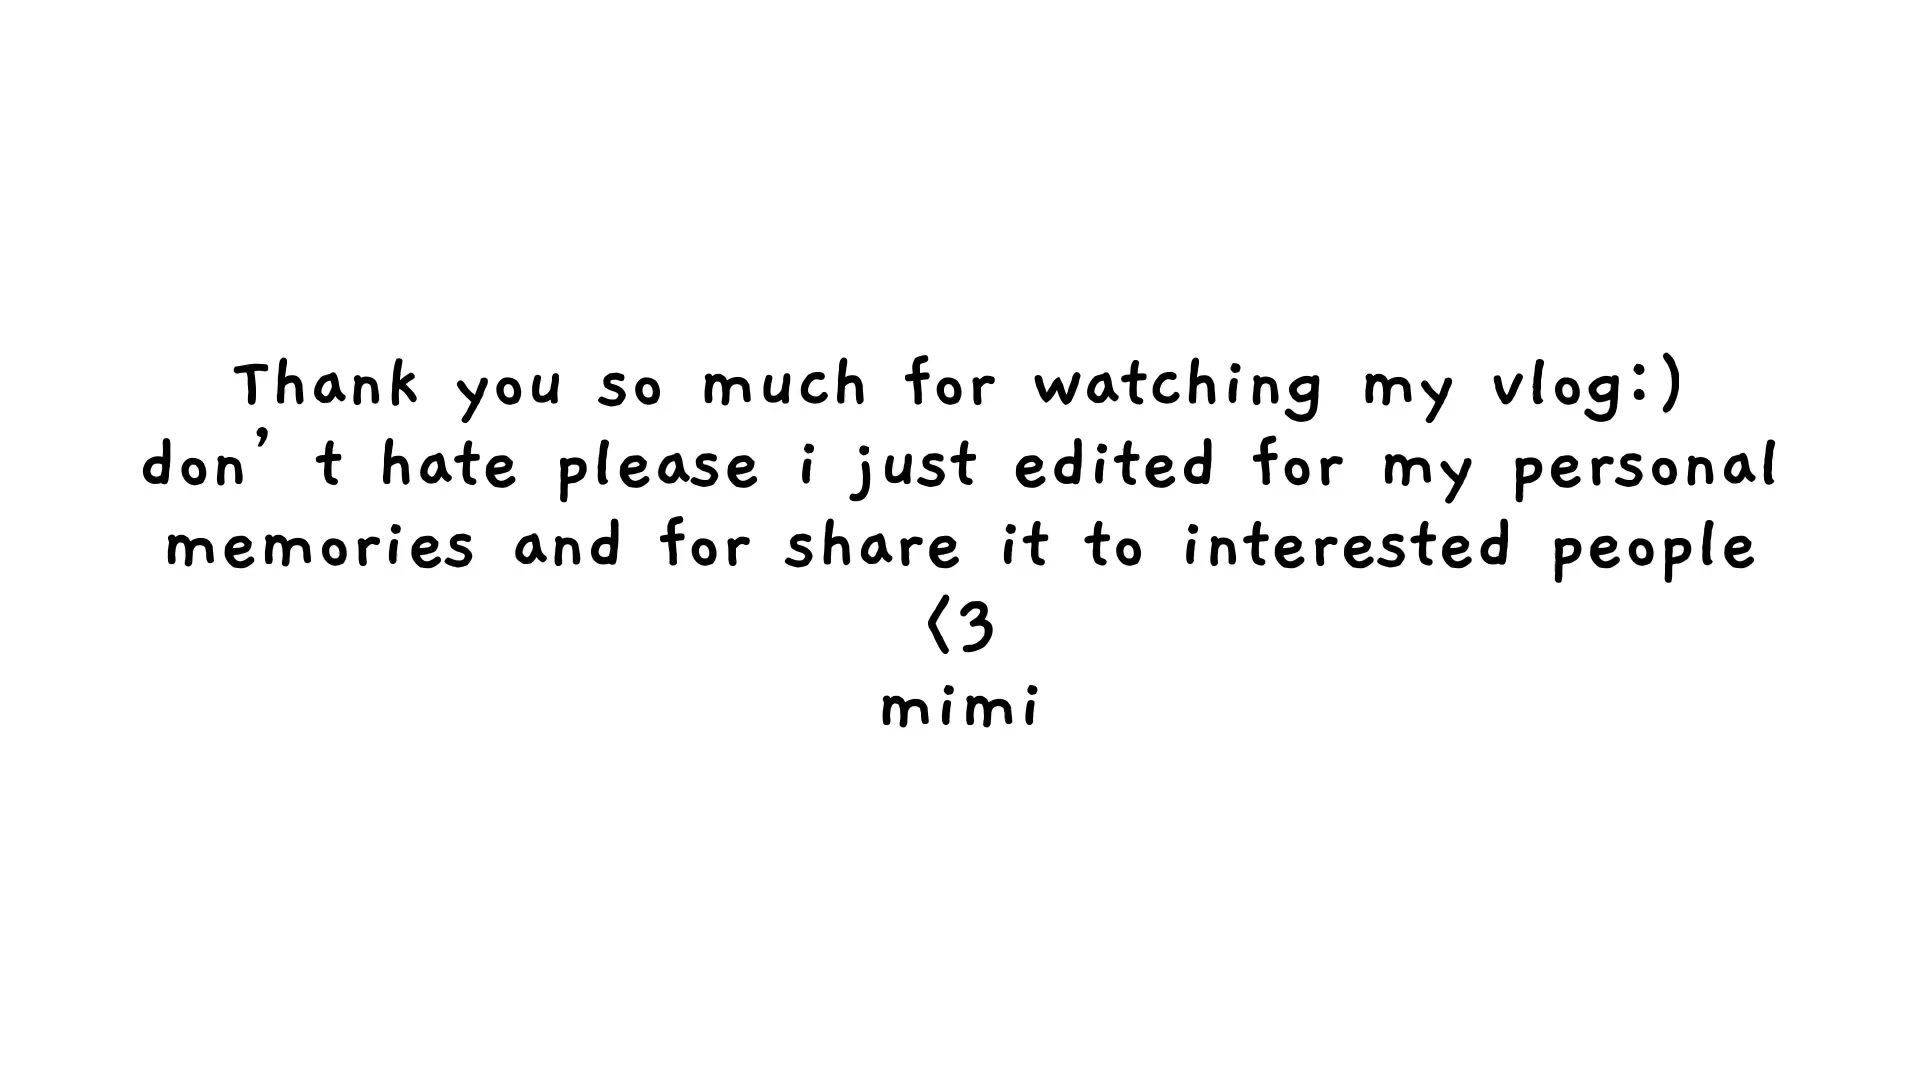 Thank you so much for watching my vlog:)
don’t hate please i just edited for my personal
memories and for share it to interested people
<3
mimi